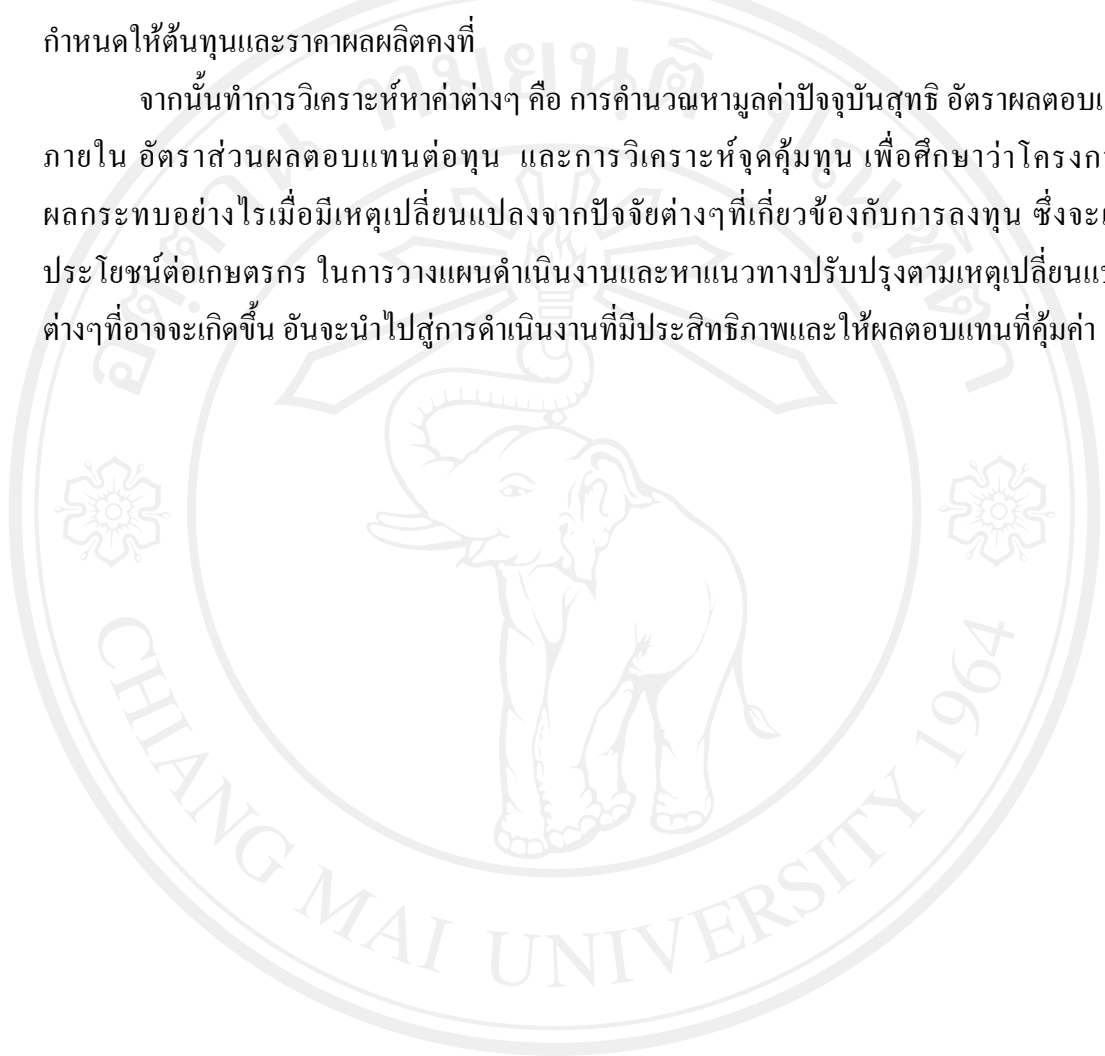 กำหนดให้ต้นทุนและราคาผลผลิตคงที่
จากนั้นทำการวิเคราะห์หาค่าต่างๆ คือ การคำนวณหามูลค่าปัจจุบันสุทธิ อัตราผลตอบ
ภายใน อัตราส่วนผลตอบแทนต่อทุน และการวิเคราะห์จุดคุ้มทุน เพื่อศึกษาว่า
ผลกระทบอย่างไรเมื่อมีเหตุเปลี่ยนแปลงจากปัจจัยต่างๆที่เกี่ยวข้องกับการลงทุน ซึ่งจะ
ประโยชน์ต่อเกษตรกร ในการวางแผนดำเนินงานและหาแนวทางปรับปรุงตามเหตุ
ต่างๆที่อาจจะเกิดขึ้น อันจะนำไปสู่การดำเนินงานที่มีประสิทธิภาพและให้ผลตอบแทนที่คุ้มค่า
อตฺตานํ ทมยนฺติ ปณฺฑิตา
CHIANG MAI UNIVERSITY 1964